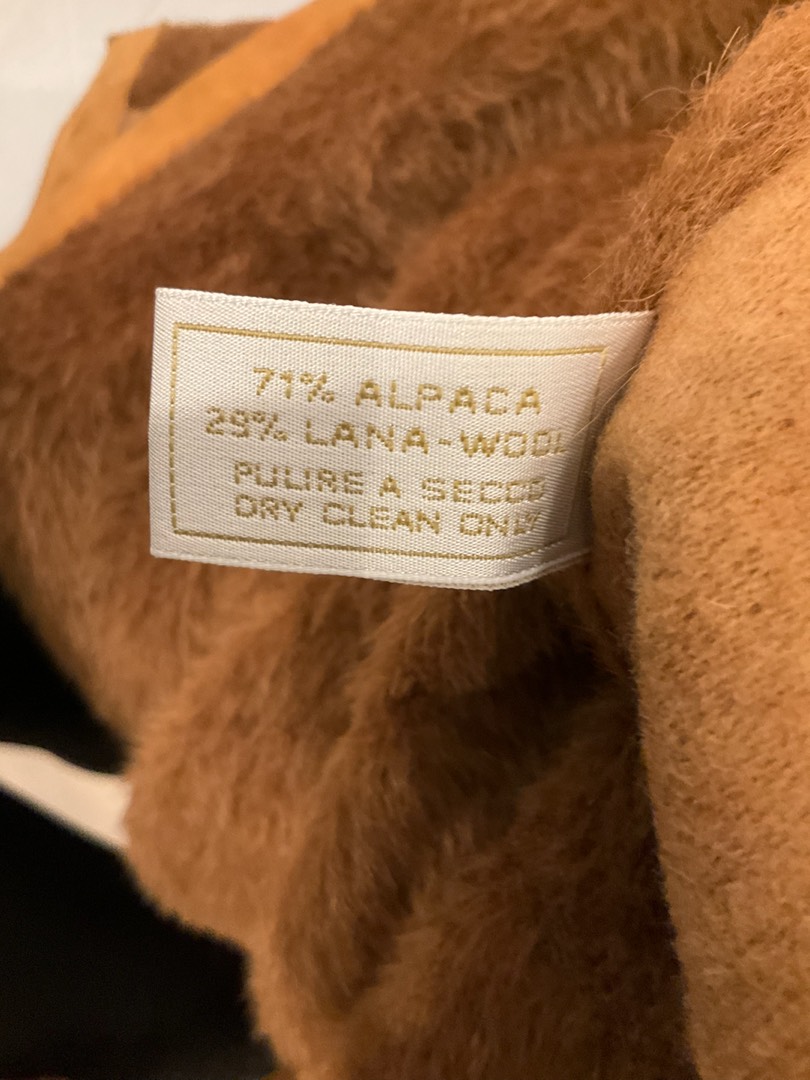 71% ALPACA
29% LANA-WOOL
PULIRE A SECCO
DRY CLEAN ONLY